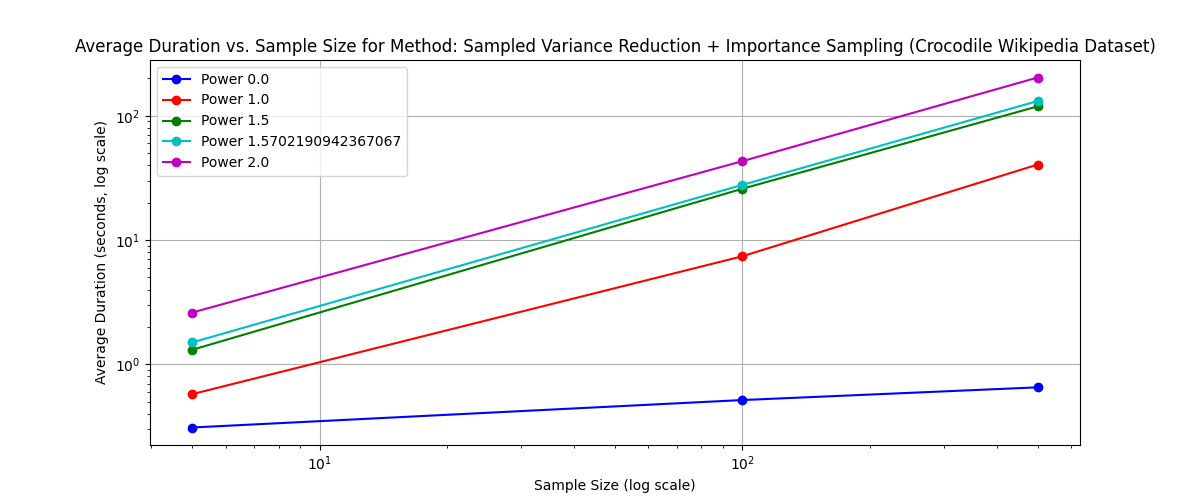 Average Duration vs. Sample Size for Method: Sampled Variance Reduction + Importance Sampling (Crocodile Wikipedia Dataset)
Power 0.0
Power 1.0
Power 1.5
Power 1.5702190942367067
Power 2.0
Average Duration (seconds, log scale)
10²
10¹
10⁰
10¹
10²
Sample Size (log scale)